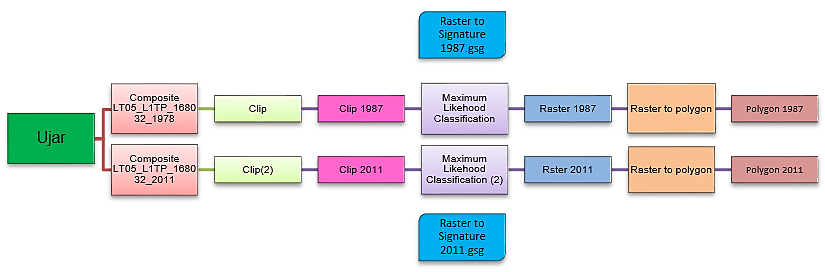 Raster to
Signature
1987.gsg
Ujar
Composite
LT05_L1TP_1680
32_1978
Clip
Clip 1987
Maximum
Likehood
Classification
Raster 1987
Raster to polygon
Polygon 1987
Composite
LT05_L1TP_1680
32_2011
Clip(2)
Clip 2011
Maximum
Likehood
Classification (2)
Rster 2011
Raster to polygon
Polygon 2011
Raster to
Signature
2011.gsg